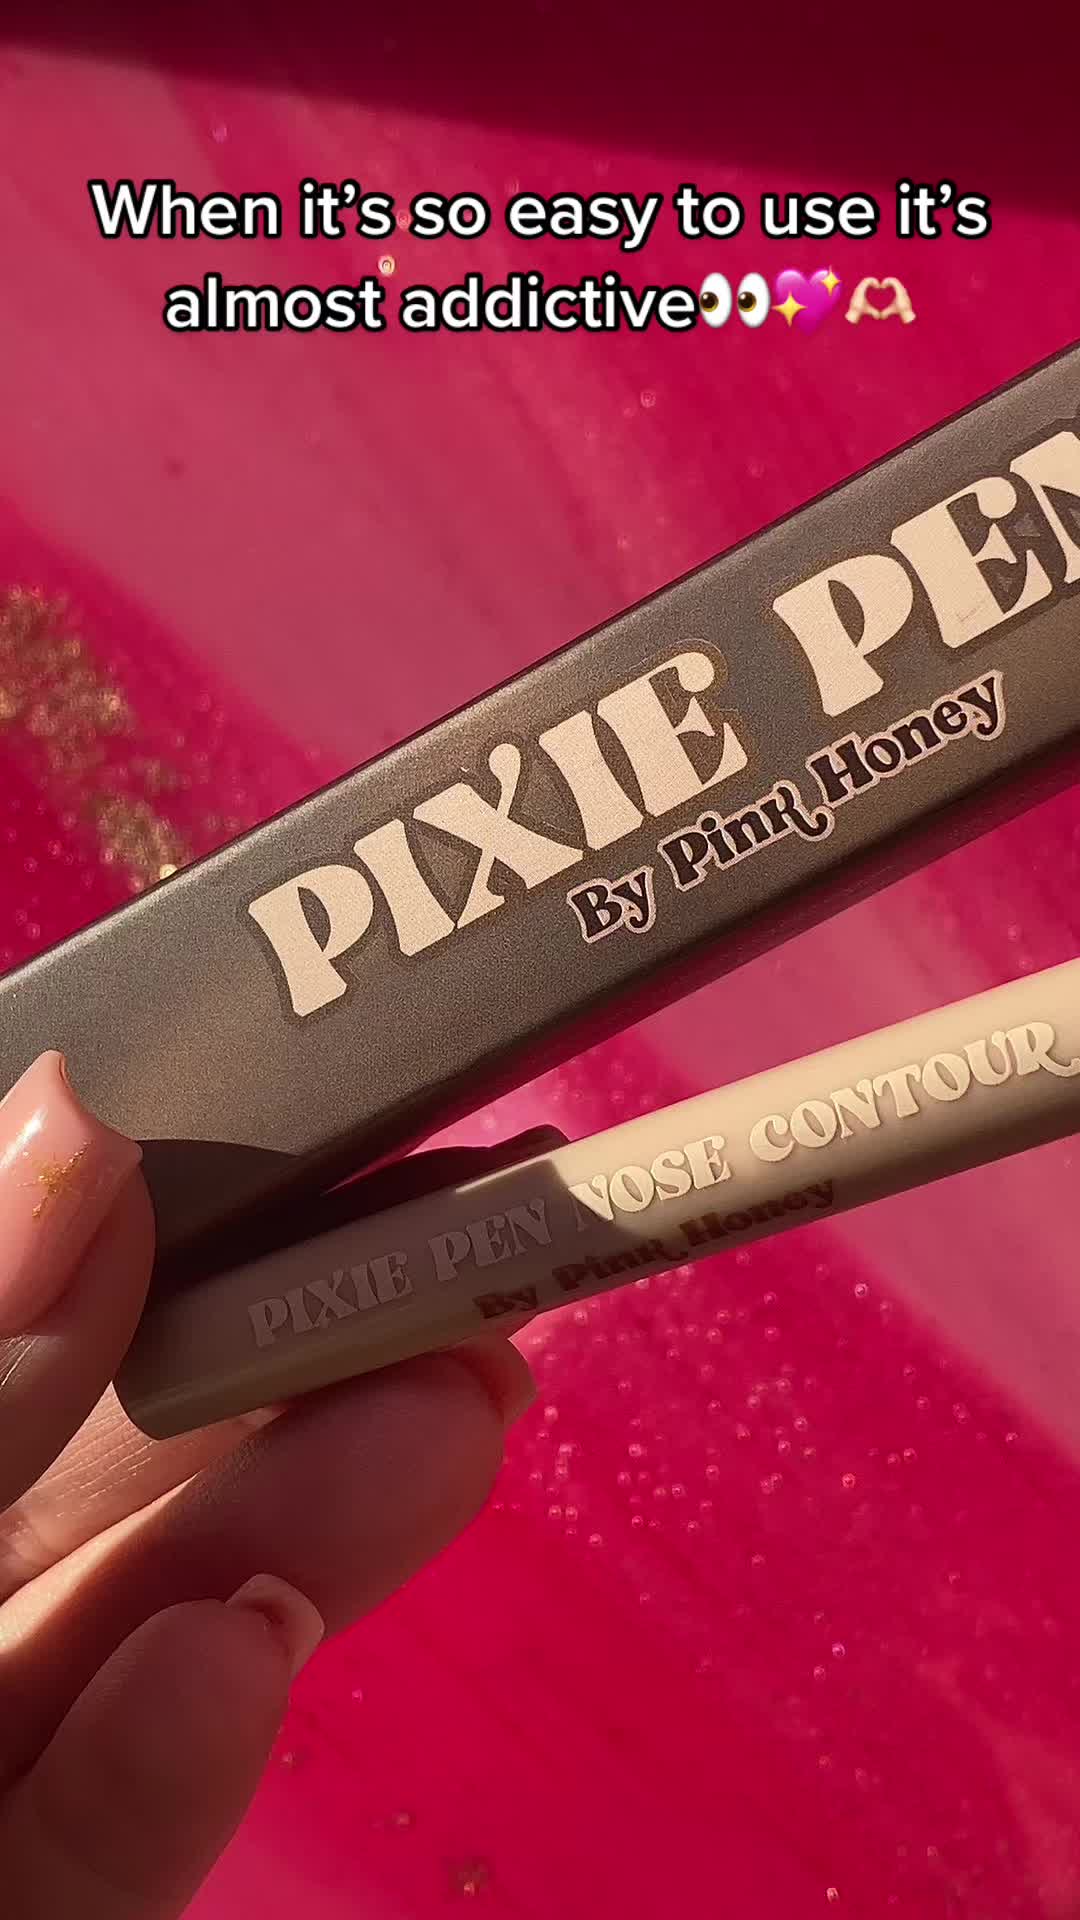 When it’s so easy to use it’s
almost addictive👀💖🫶🏻
PIXIE PEN
By Pink Honey
PIXIE PEN NOSE CONTOUR
By Pink Honey